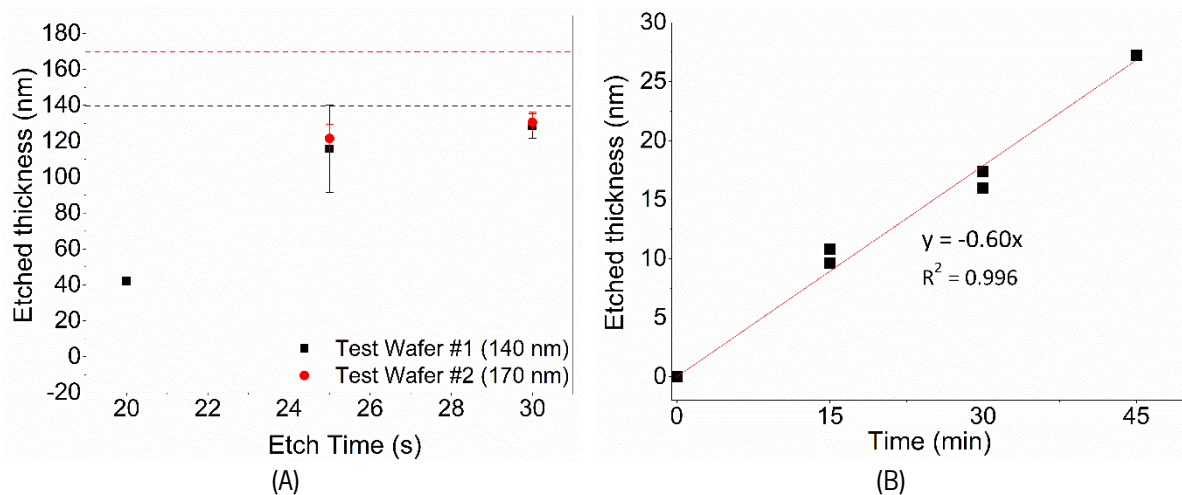 180
160
140
120
100
80
60
40
20
0
-20
Etched thickness (nm)
Test Wafer #1 (140 nm)
Test Wafer #2 (170 nm)
20 22 24 26 28 30
Etch Time (s)
(A)
30
25
20
15
10
5
0
Etched thickness (nm)
y = -0.60x
R² = 0.996
0 15 30 45
Time (min)
(B)